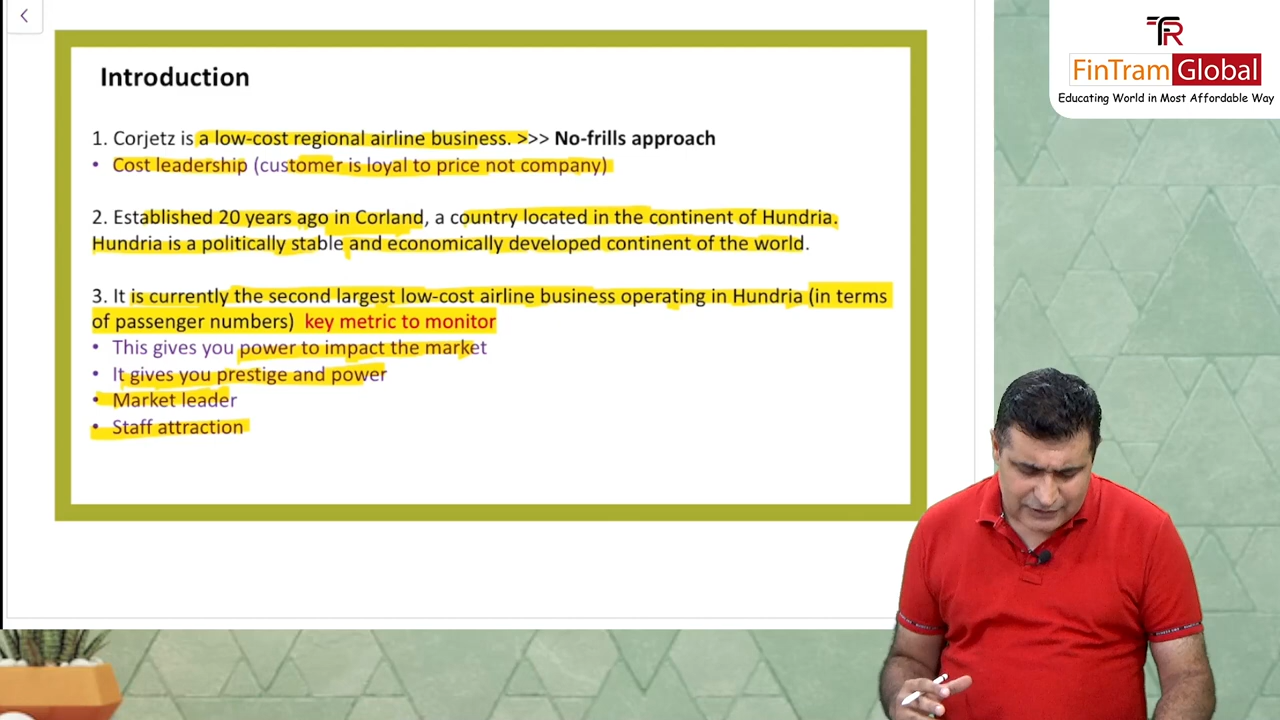 TR
FinTram Global
Educating World in Most Affordable Way
Introduction
1. Corjetz is a low-cost regional airline business. >>> No-frills approach
• Cost leadership (customer is loyal to price not company)
2. Established 20 years ago in Corland, a country located in the continent of Hundria.
Hundria is a politically stable and economically developed continent of the world.
3. It is currently the second largest low-cost airline business operating in Hundria (in terms
of passenger numbers) key metric to monitor
• This gives you power to impact the market
• It gives you prestige and power
• Market leader
• Staff attraction